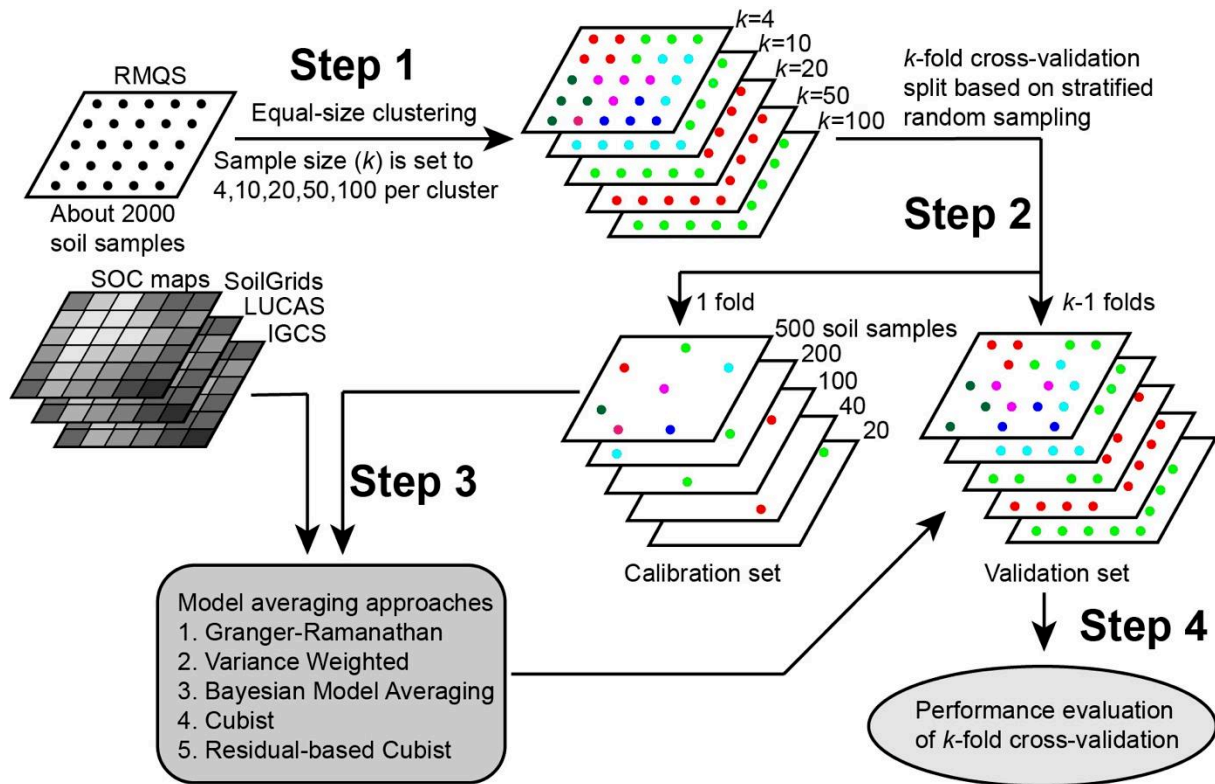 RMQS
About 2000
soil samples
Step 1
Equal-size clustering
Sample size (k) is set to
4,10,20,50,100 per cluster
k=4
k=10
k=20
k=50
k=100
k-fold cross-validation
split based on stratified
random sampling
Step 2
SOC maps
SoilGrids
LUCAS
IGCS
1 fold
k-1 folds
500 soil samples
200
100
40
20
Step 3
Calibration set
Validation set
Model averaging approaches
1. Granger-Ramanathan
2. Variance Weighted
3. Bayesian Model Averaging
4. Cubist
5. Residual-based Cubist
Step 4
Performance evaluation
of k-fold cross-validation